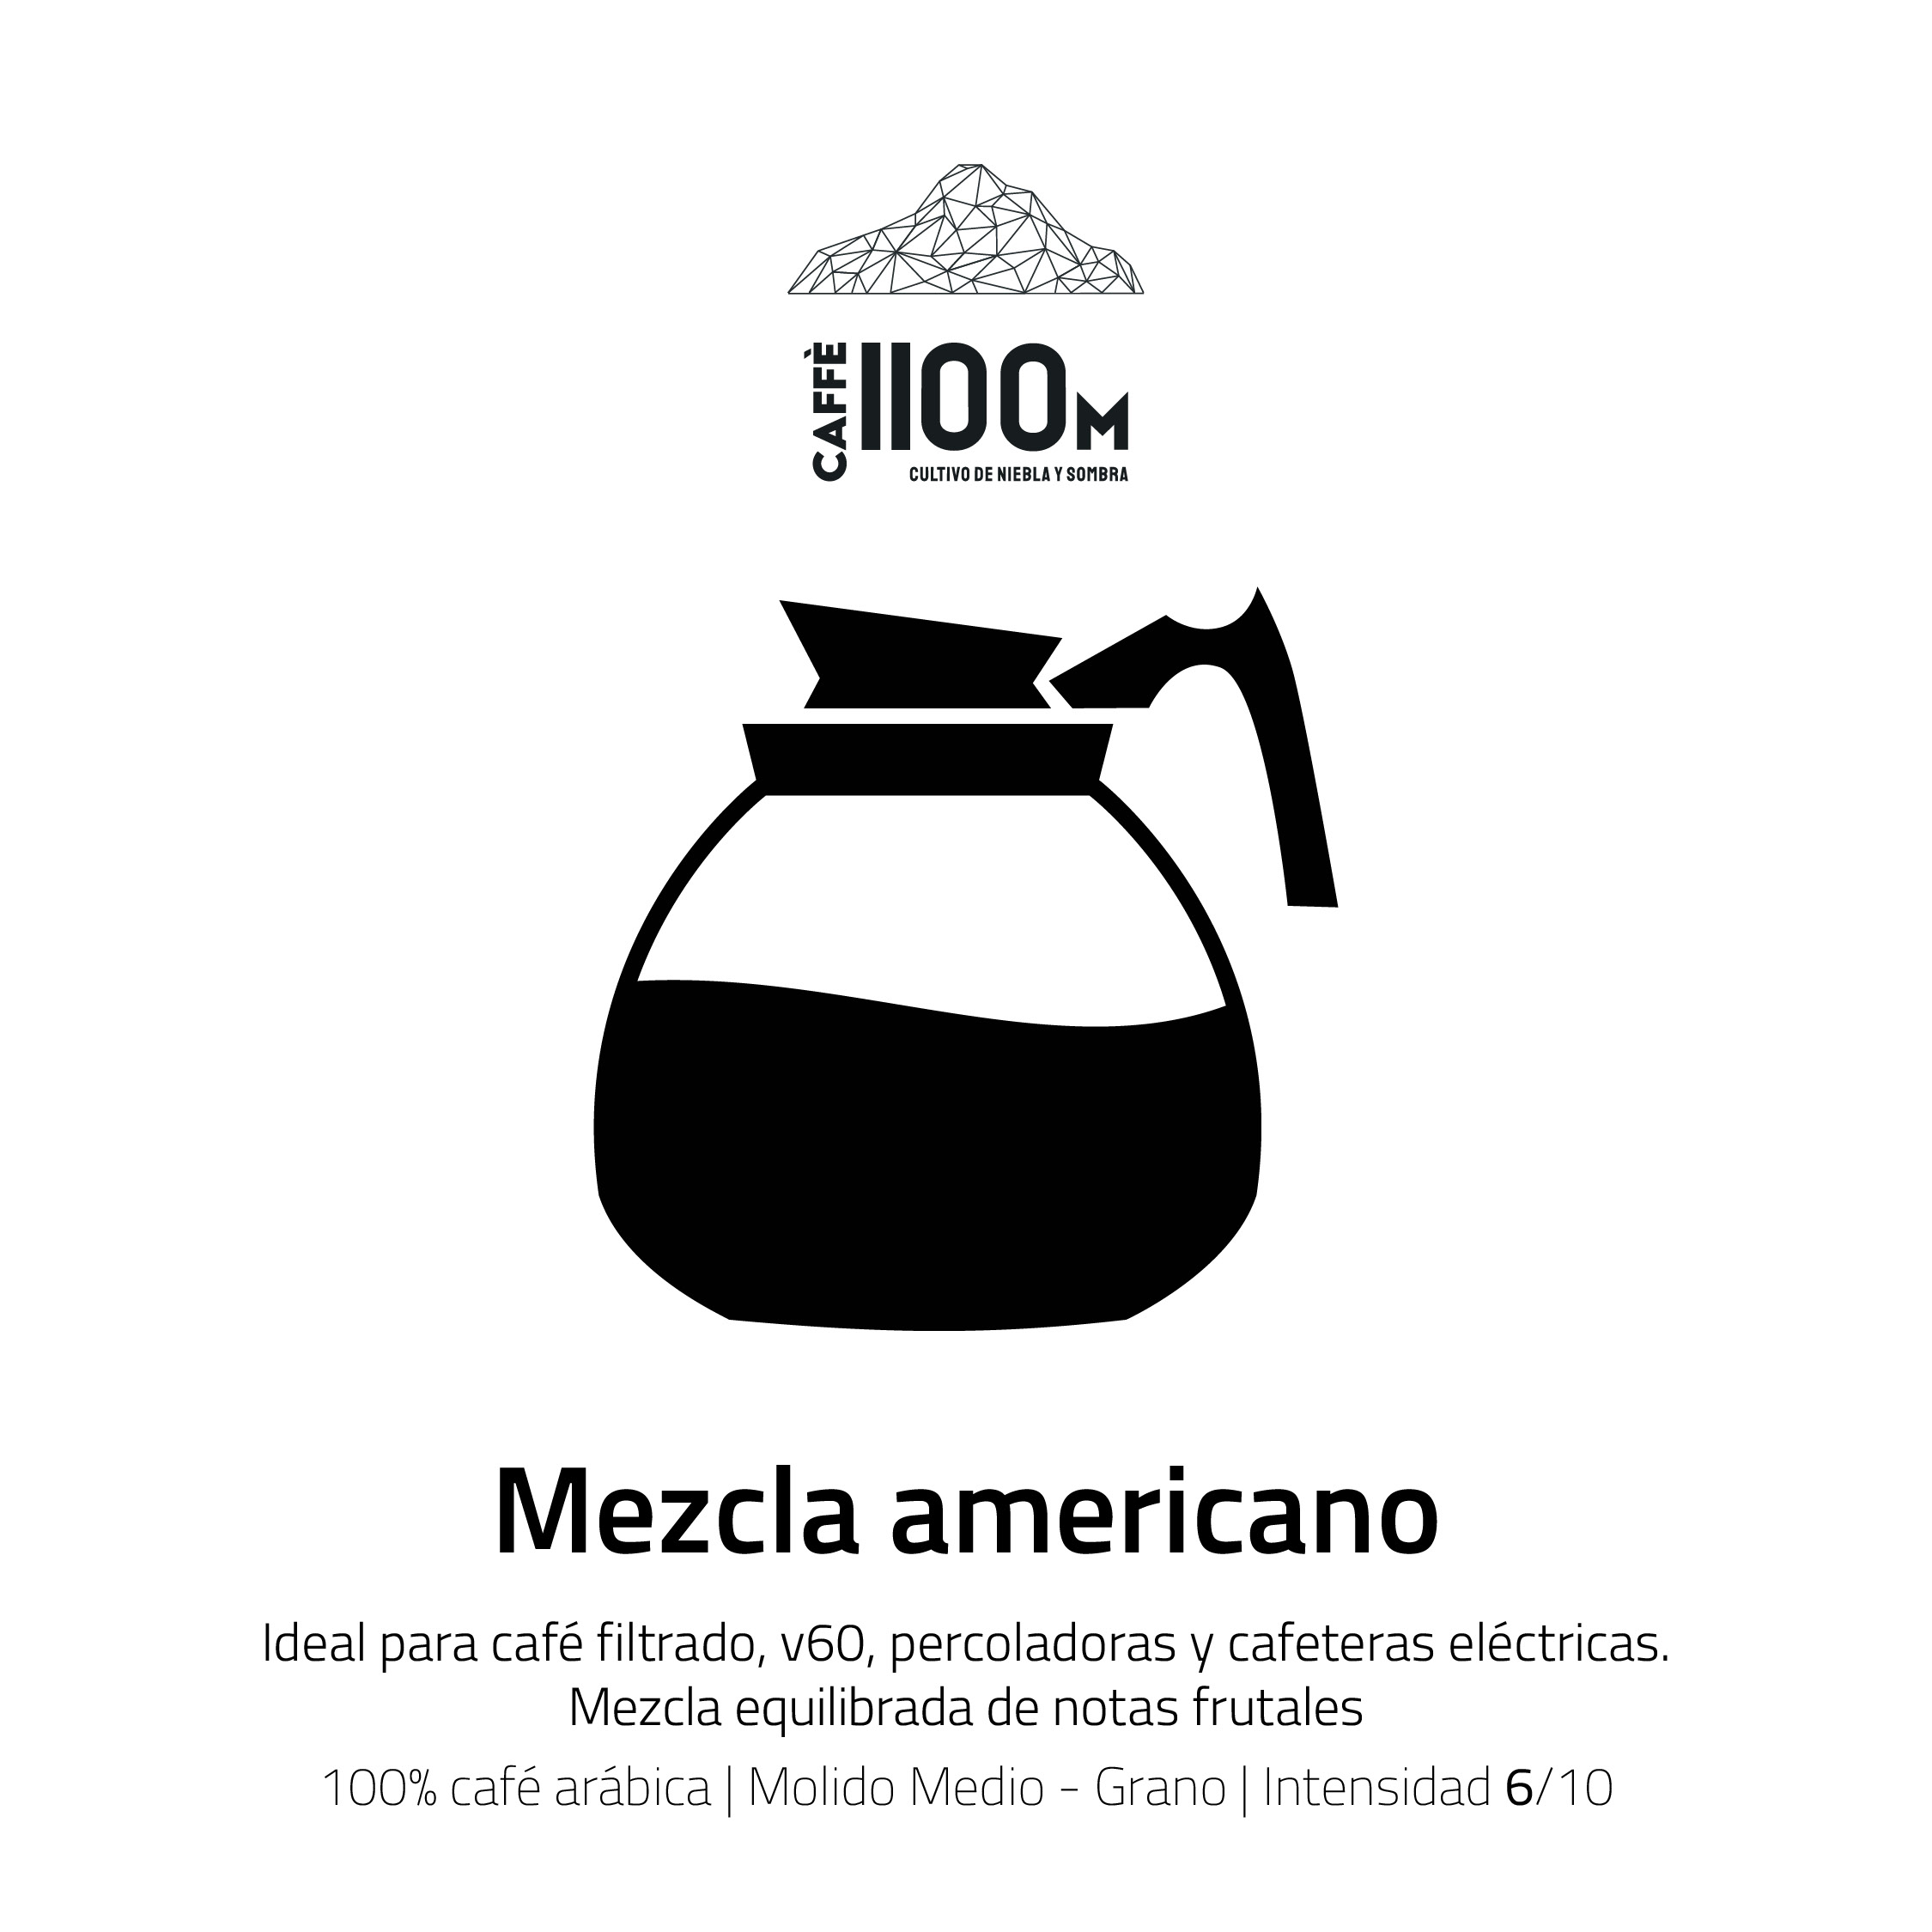 CAFFÈ
1100M
CULTIVO DE NIEBLA Y SOMBRA
Mezcla americano
Ideal para café filtrado, v60, percoladoras y cafeteras eléctricas.
Mezcla equilibrada de notas frutales
100% café arábica | Molido Medio - Grano | Intensidad 6/10